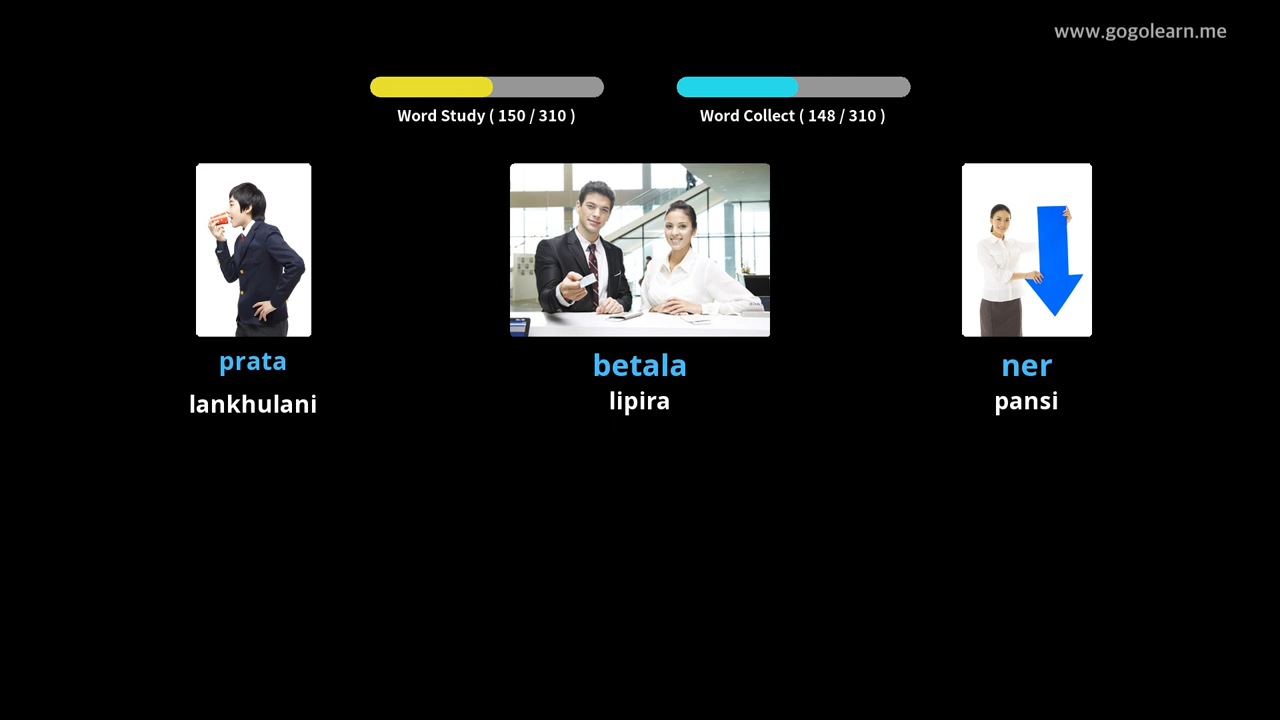 www.gogolearn.me
Word Study ( 150 / 310 )
Word Collect ( 148 / 310 )
prata
lankhulani
betala
lipira
ner
pansi